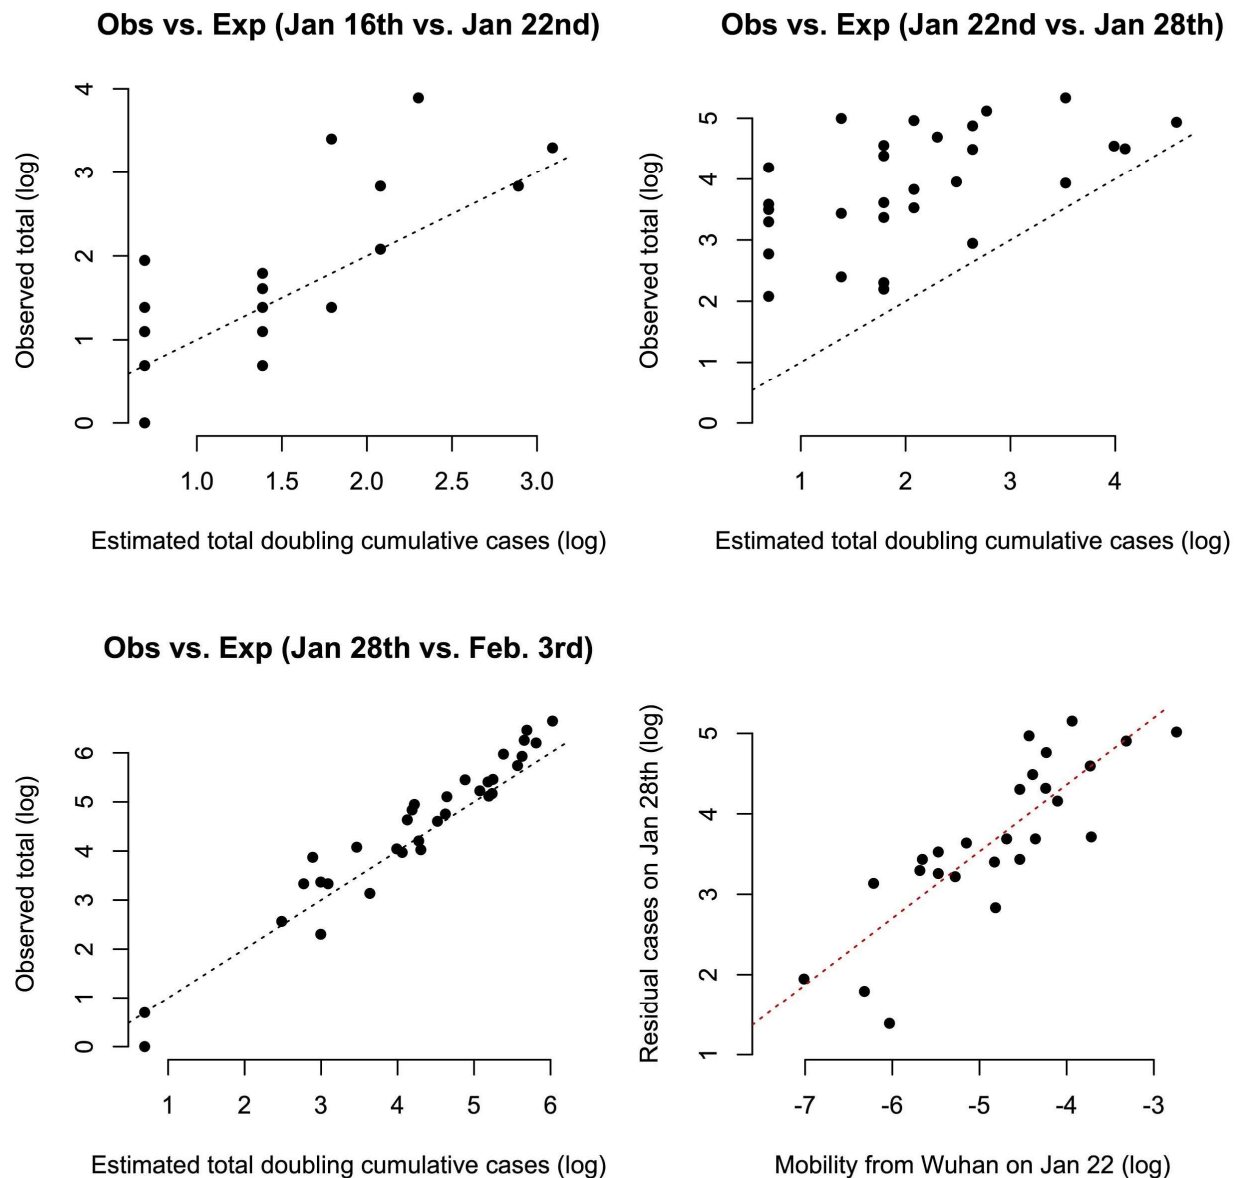 Obs vs. Exp (Jan 16th vs. Jan 22nd)
Observed total (log)
4
3
2
1
0
1.0 1.5 2.0 2.5 3.0
Estimated total doubling cumulative cases (log)
Obs vs. Exp (Jan 22nd vs. Jan 28th)
Observed total (log)
5
4
3
2
1
0
1 2 3 4
Estimated total doubling cumulative cases (log)
Obs vs. Exp (Jan 28th vs. Feb. 3rd)
Observed total (log)
6
5
4
3
2
1
0
1 2 3 4 5 6
Estimated total doubling cumulative cases (log)
Residual cases on Jan 28th (log)
5
4
3
2
1
-7 -6 -5 -4 -3
Mobility from Wuhan on Jan 22 (log)